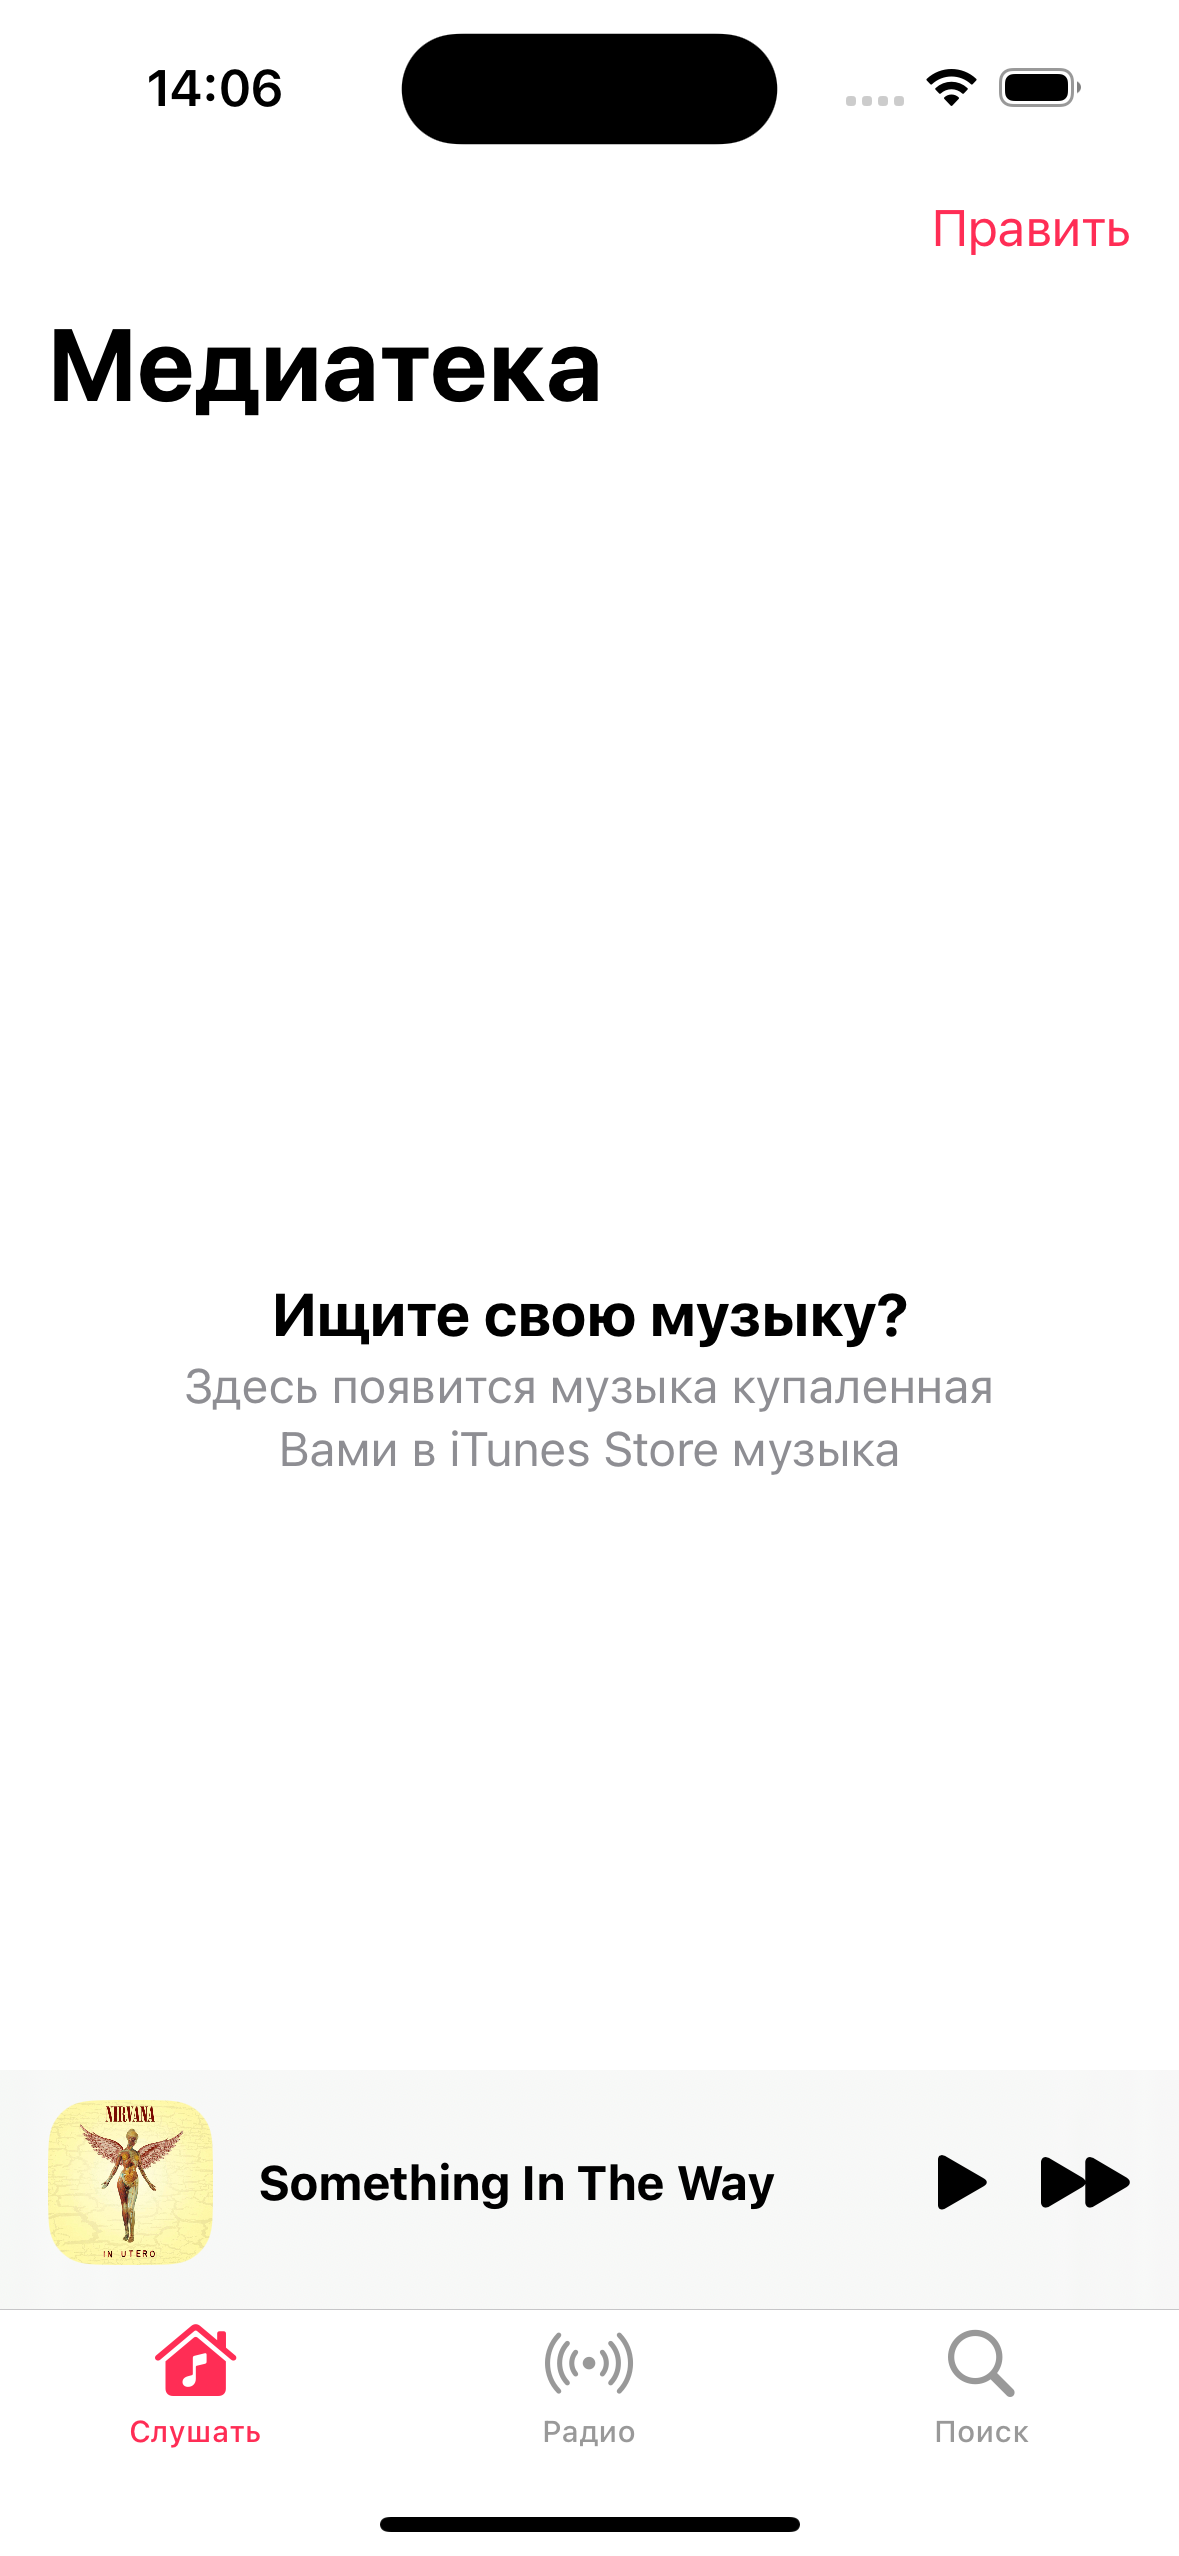 14:06
Править
Медиатека
Ищите свою музыку?
Здесь появится музыка купаленная
Вами в iTunes Store музыка
NIRVANA
IN UTERO
Something In The Way
Слушать
Радио
Поиск